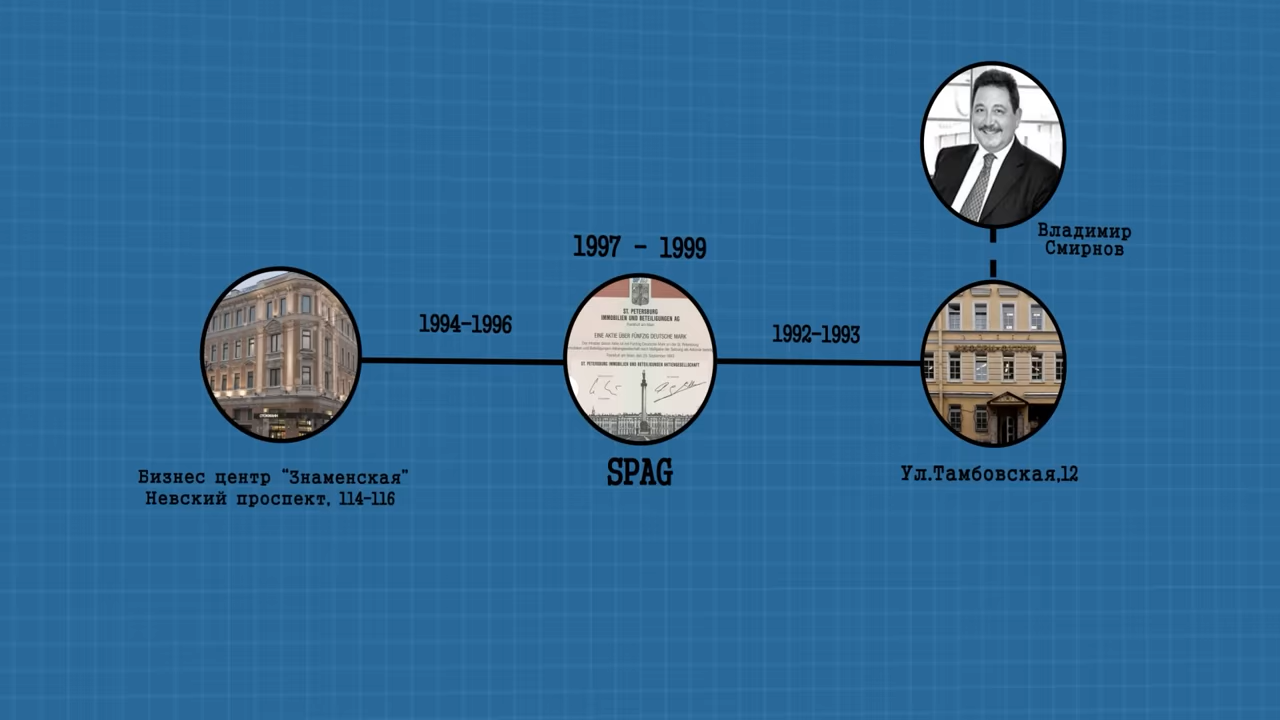 Владимир
Смирнов
1997 - 1999
1994-1996
1992-1993
ST. PETERSBURG
IMMOBILIEN UND BETEILIGUNGEN AG
EINE AKTIE ÜBER FÜNFZIG DEUTSCHE MARK
ST. PETERSBURG IMMOBILIEN UND BETEILIGUNGEN AKTIENGESELLSCHAFT
SPAG
Бизнес центр “Знаменская”
Невский проспект, 114-116
Ул.Тамбовская,12